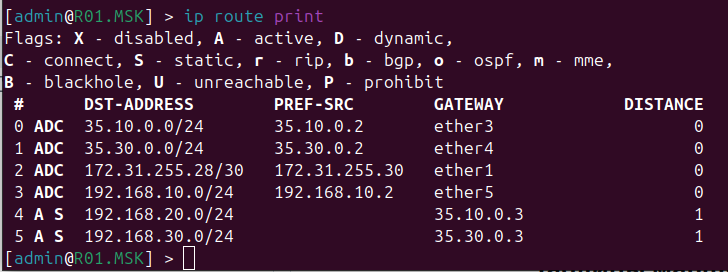 [admin@R01.MSK] > ip route print
Flags: X - disabled, A - active, D - dynamic,
C - connect, S - static, r - rip, b - bgp, o - ospf, m - mme,
B - blackhole, U - unreachable, P - prohibit
 #      DST-ADDRESS        PREF-SRC        GATEWAY            DISTANCE
 0 ADC  35.10.0.0/24       35.10.0.2       ether3                    0
 1 ADC  35.30.0.0/24       35.30.0.2       ether4                    0
 2 ADC  172.31.255.28/30   172.31.255.30   ether1                    0
 3 ADC  192.168.10.0/24    192.168.10.2    ether5                    0
 4 A S  192.168.20.0/24                    35.10.0.3                 1
 5 A S  192.168.30.0/24                    35.30.0.3                 1
[admin@R01.MSK] >